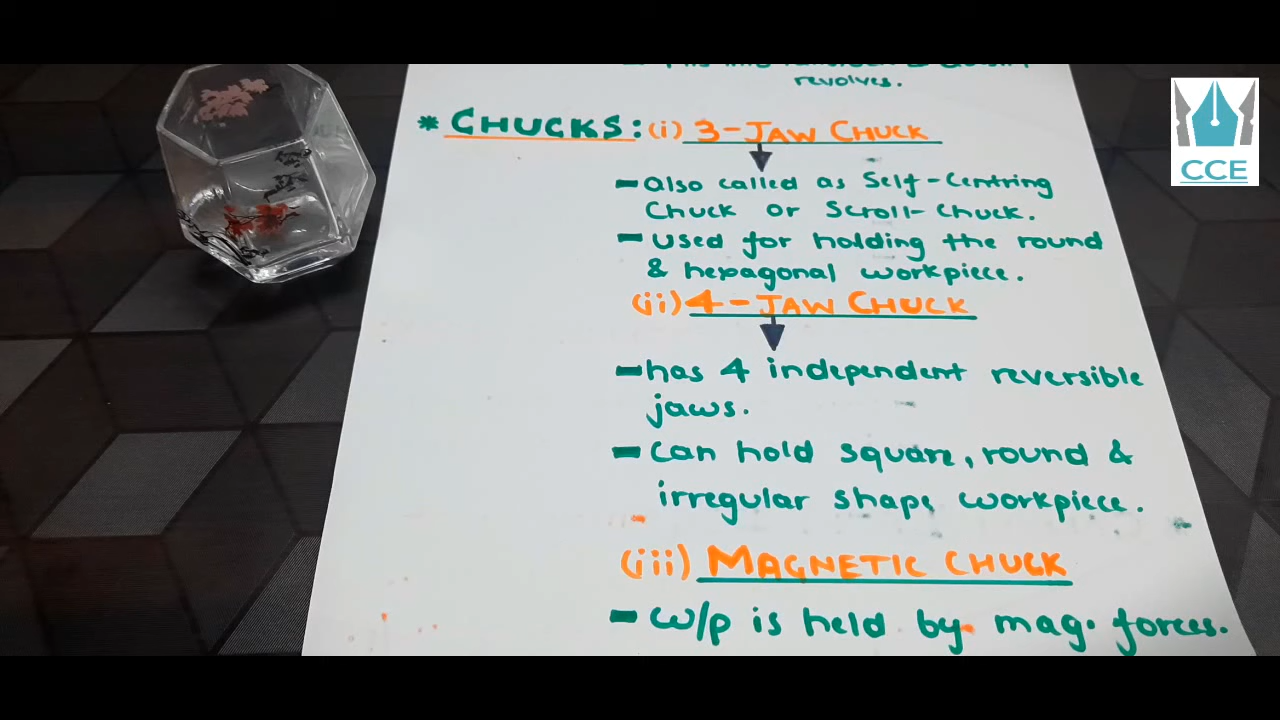 revolves.
* CHUCKS: (i) 3-JAW CHUCK
- also called as Self-Centring
Chuck or Scroll-Chuck.
- used for holding the round
& hexagonal workpiece.
(ii) 4-JAW CHUCK
- has 4 independent reversible
jaws.
- Can hold square, round &
irregular shape workpiece.
(iii) MAGNETIC CHUCK
- w/p is held by mag. forces.
CCE